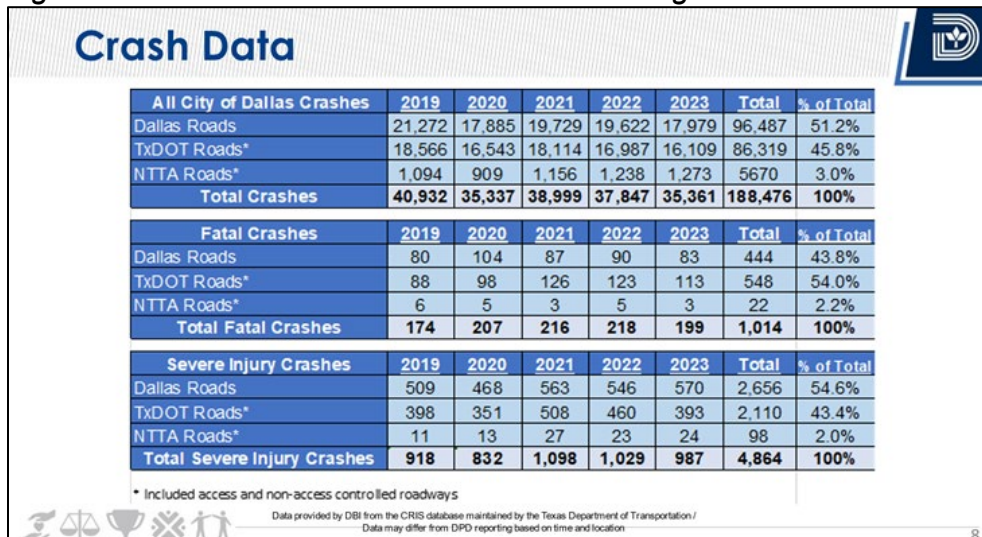 Crash Data
All City of Dallas Crashes 2019 2020 2021 2022 2023 Total % of Total
Dallas Roads 21,272 17,885 19,729 19,622 17,979 96,487 51.2%
TxDOT Roads* 18,566 16,543 18,114 16,987 16,109 86,319 45.8%
NTTA Roads* 1,094 909 1,156 1,238 1,273 5670 3.0%
Total Crashes 40,932 35,337 38,999 37,847 35,361 188,476 100%
Fatal Crashes 2019 2020 2021 2022 2023 Total % of Total
Dallas Roads 80 104 87 90 83 444 43.8%
TxDOT Roads* 88 98 126 123 113 548 54.0%
NTTA Roads* 6 5 3 5 3 22 2.2%
Total Fatal Crashes 174 207 216 218 199 1,014 100%
Severe Injury Crashes 2019 2020 2021 2022 2023 Total % of Total
Dallas Roads 509 468 563 546 570 2,656 54.6%
TxDOT Roads* 398 351 508 460 393 2,110 43.4%
NTTA Roads* 11 13 27 23 24 98 2.0%
Total Severe Injury Crashes 918 832 1,098 1,029 987 4,864 100%
* Included access and non-access controlled roadways
Data provided by DBI from the CRIS database maintained by the Texas Department of Transportation /
Data may differ from DPD reporting based on time and location
8